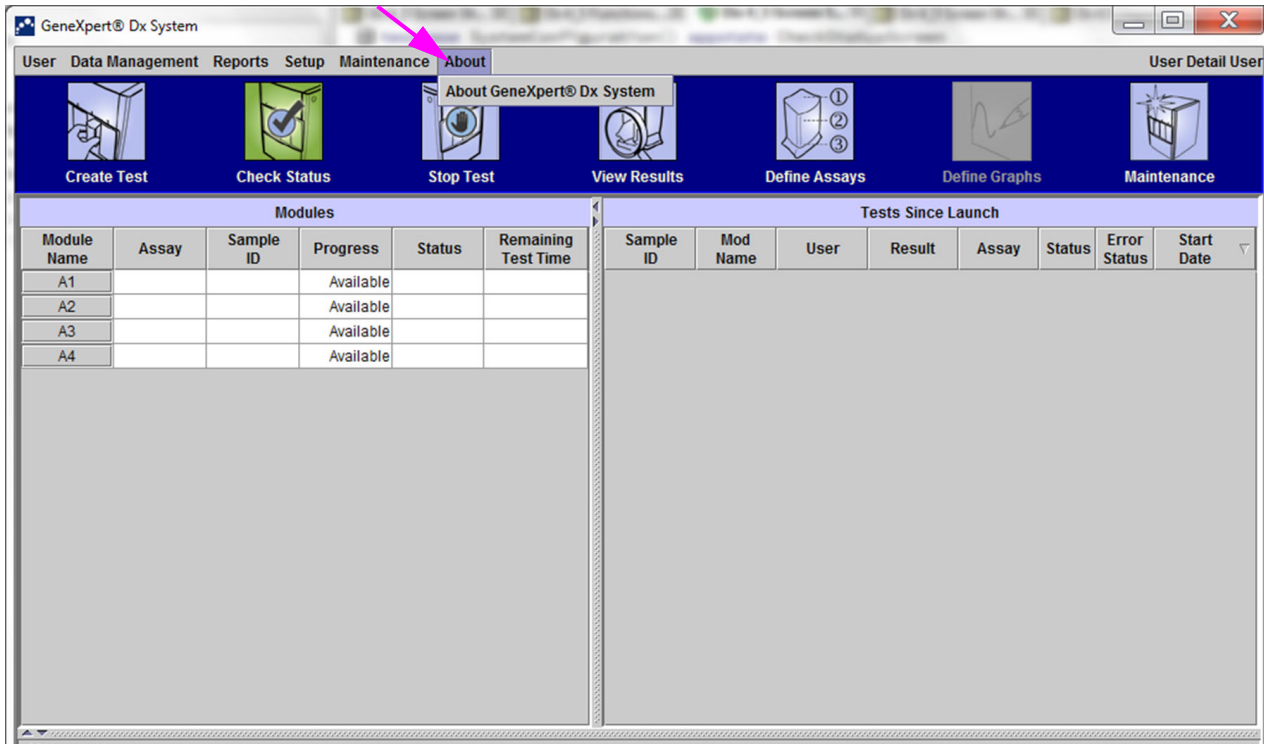 GeneXpert® Dx System
User Data Management Reports Setup Maintenance About User Detail User
About GeneXpert® Dx System
①
②
③
Create Test Check Status Stop Test View Results Define Assays Define Graphs Maintenance
Modules
Module Name Assay Sample ID Progress Status Remaining Test Time
A1 Available
A2 Available
A3 Available
A4 Available
Tests Since Launch
Sample ID Mod Name User Result Assay Status Error Status Start Date